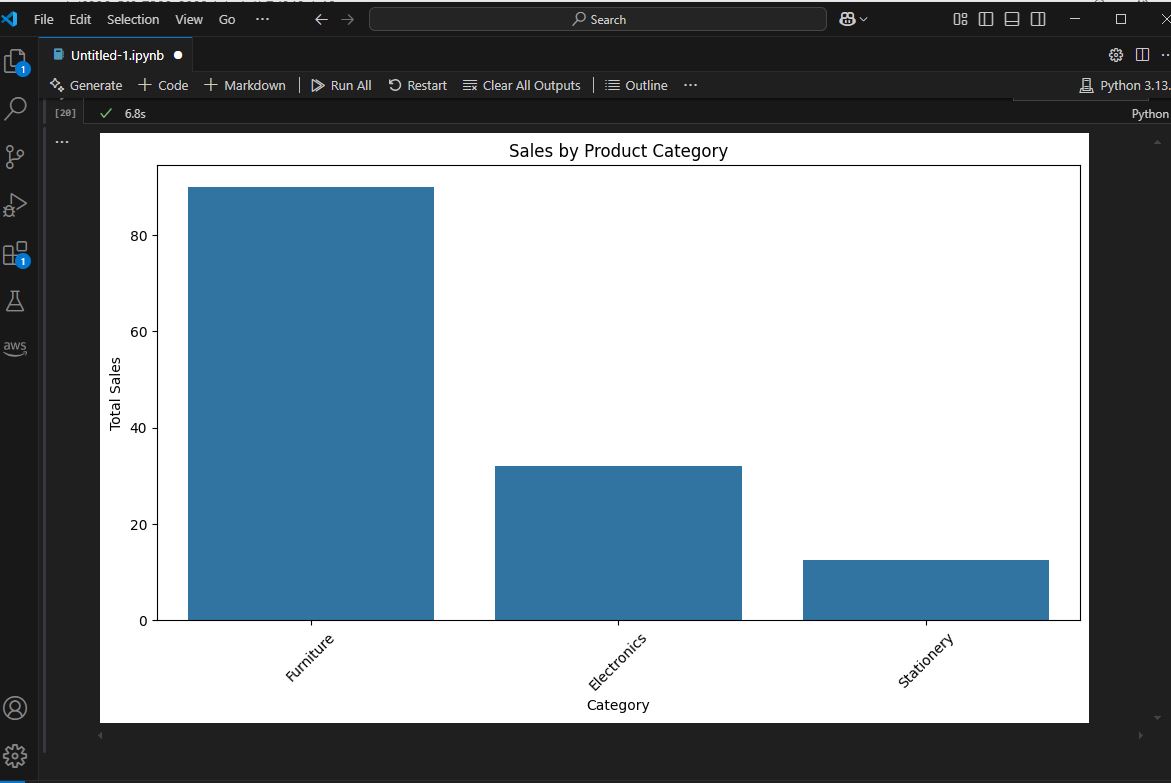 File Edit Selection View Go ··· Search
Untitled-1.ipynb
Generate + Code + Markdown Run All Restart Clear All Outputs Outline ··· Python 3.13.
[20] 6.8s Python
1
1
aws
Sales by Product Category
Total Sales
80
60
40
20
0
Furniture Electronics Stationery
Category